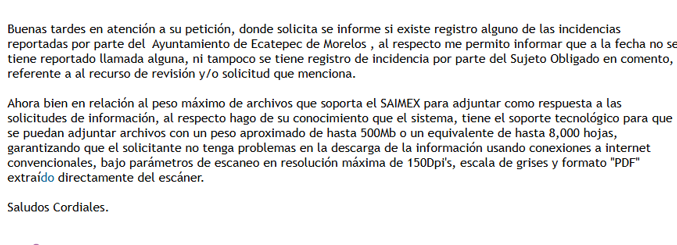 Buenas tardes en atención a su petición, donde solicita se informe si existe registro alguno de las incidencias
reportadas por parte del Ayuntamiento de Ecatepec de Morelos , al respecto me permito informar que a la fecha no se
tiene reportado llamada alguna, ni tampoco se tiene registro de incidencia por parte del Sujeto Obligado en comento,
referente a al recurso de revisión y/o solicitud que menciona.
Ahora bien en relación al peso máximo de archivos que soporta el SAIMEX para adjuntar como respuesta a las
solicitudes de información, al respecto hago de su conocimiento que el sistema, tiene el soporte tecnológico para que
se puedan adjuntar archivos con un peso aproximado de hasta 500Mb o un equivalente de hasta 8,000 hojas,
garantizando que el solicitante no tenga problemas en la descarga de la información usando conexiones a internet
convencionales, bajo parámetros de escaneo en resolución máxima de 150Dpi's, escala de grises y formato "PDF"
extraído directamente del escáner.
Saludos Cordiales.